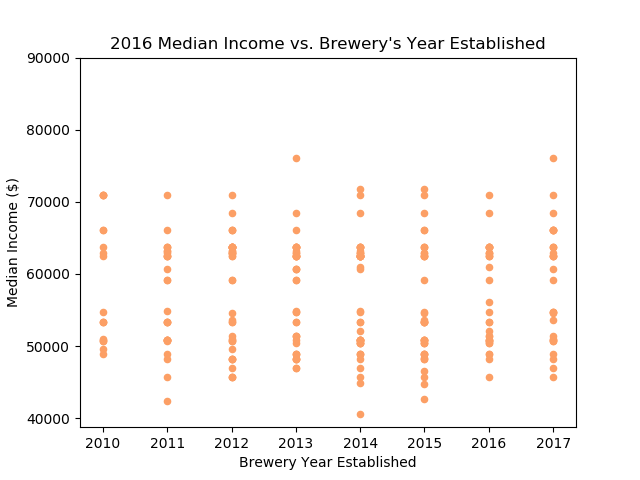 2016 Median Income vs. Brewery's Year Established
90000
80000
70000
60000
50000
40000
Median Income ($)
2010 2011 2012 2013 2014 2015 2016 2017
Brewery Year Established